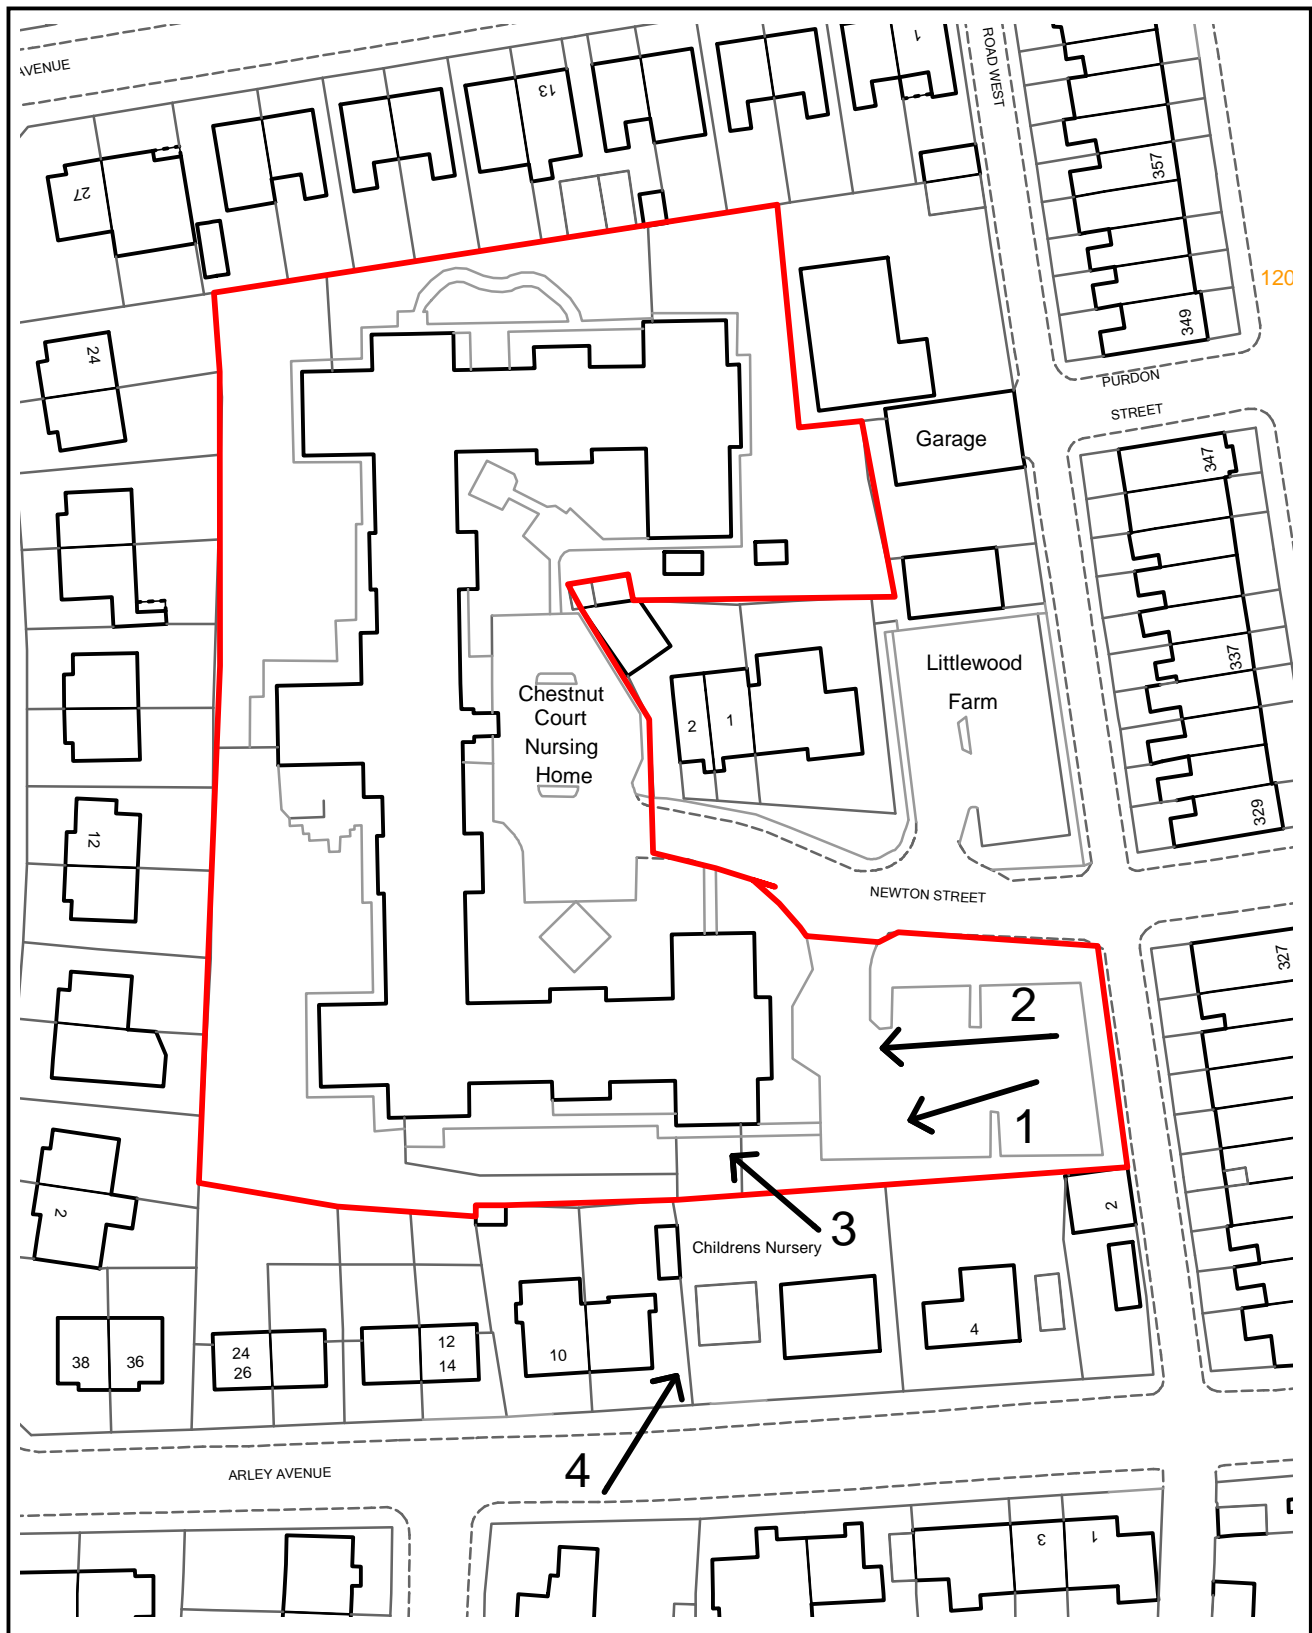 AVENUE
ROAD WEST
1
13
27
357
120
349
24
PURDON
STREET
Garage
347
Littlewood
Farm
337
Chestnut
Court
Nursing
Home
2
1
329
12
NEWTON STREET
327
2
1
3
2
2
Childrens Nursery
4
38
36
24
26
12
14
10
4
ARLEY AVENUE
3
1